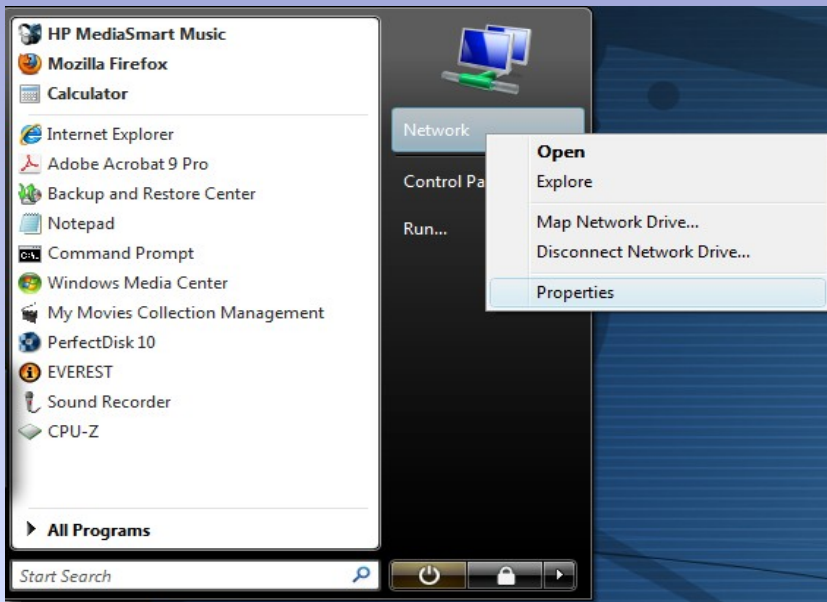 HP MediaSmart Music
Mozilla Firefox
Calculator
Internet Explorer
Adobe Acrobat 9 Pro
Backup and Restore Center
Notepad
Command Prompt
Windows Media Center
My Movies Collection Management
PerfectDisk 10
EVEREST
Sound Recorder
CPU-Z
All Programs
Start Search
Network
Control Pa
Run...
Open
Explore
Map Network Drive...
Disconnect Network Drive...
Properties